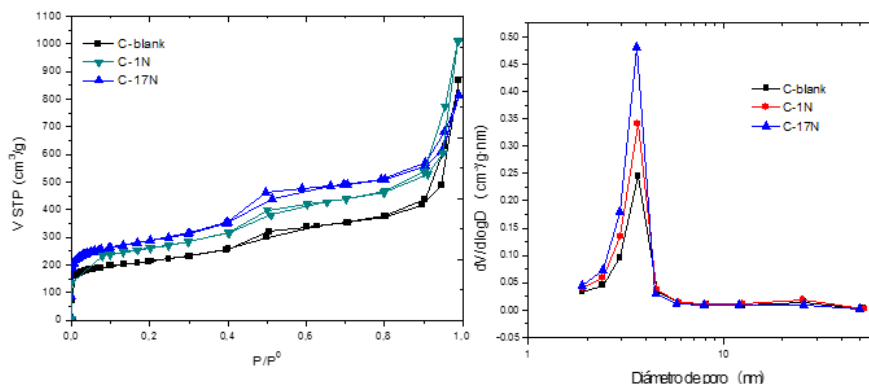 1100
1000
900
800
700
600
500
400
300
200
100
0
V STP (cm³/g)
C-blank
C-1N
C-17N
0,0 0,2 0,4 0,6 0,8 1,0
P/P⁰
0.50
0.45
0.40
0.35
0.30
0.25
0.20
0.15
0.10
0.05
0.00
-0.05
dV/dlogD (cm³/g·nm)
C-blank
C-1N
C-17N
1 10
Diámetro de poro (nm)